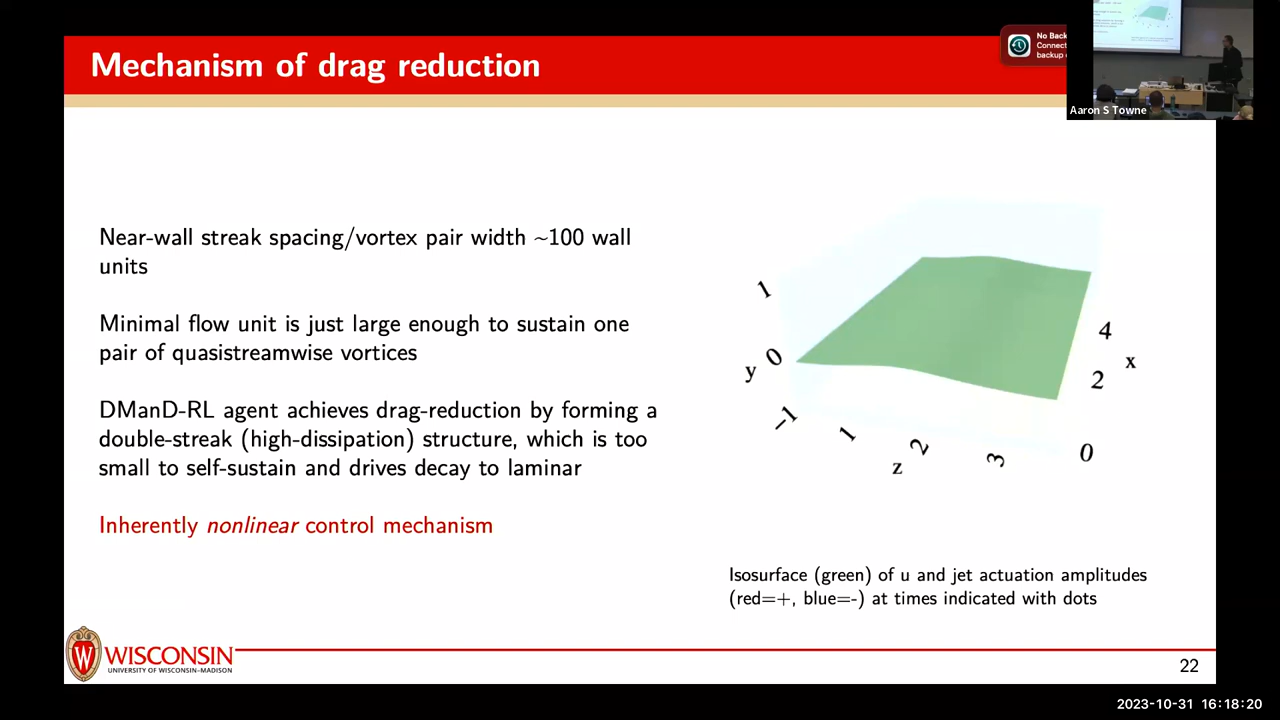 Mechanism of drag reduction
No Back
Connect
backup
Aaron S Towne
Near-wall streak spacing/vortex pair width ~100 wall
units
Minimal flow unit is just large enough to sustain one
pair of quasistreamwise vortices
DManD-RL agent achieves drag-reduction by forming a
double-streak (high-dissipation) structure, which is too
small to self-sustain and drives decay to laminar
Inherently nonlinear control mechanism
1
0
y
−1
1
2
z
3
0
2
4
x
Isosurface (green) of u and jet actuation amplitudes
(red=+, blue=-) at times indicated with dots
W
WISCONSIN
UNIVERSITY OF WISCONSIN–MADISON
22
2023-10-31 16:18:20